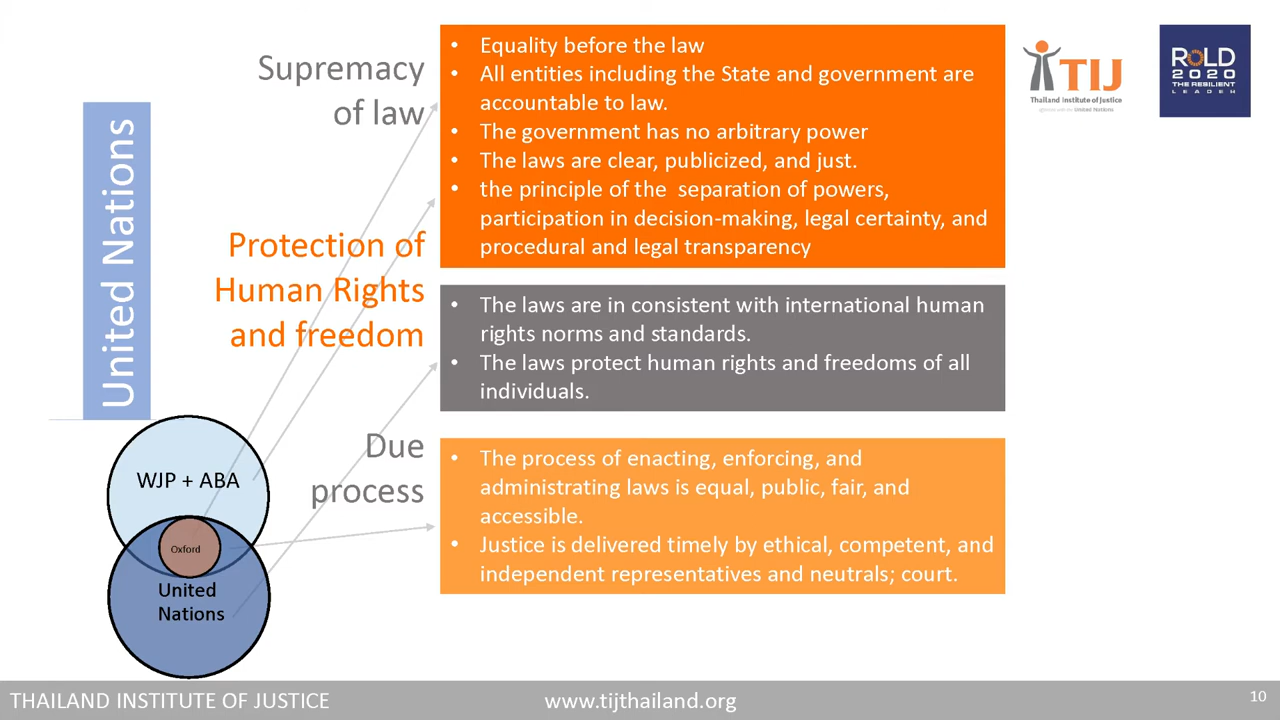 Supremacy
of law
• Equality before the law
• All entities including the State and government are
accountable to law.
• The government has no arbitrary power
• The laws are clear, publicized, and just.
• the principle of the separation of powers,
participation in decision-making, legal certainty, and
procedural and legal transparency
TIJ
Thailand Institute of Justice
RoLD
2020
THE RESILIENT
LEADER
United Nations
Protection of
Human Rights
and freedom
• The laws are in consistent with international human
rights norms and standards.
• The laws protect human rights and freedoms of all
individuals.
Due
process
• The process of enacting, enforcing, and
administrating laws is equal, public, fair, and
accessible.
• Justice is delivered timely by ethical, competent, and
independent representatives and neutrals; court.
WJP + ABA
Oxford
United
Nations
THAILAND INSTITUTE OF JUSTICE
www.tijthailand.org
10